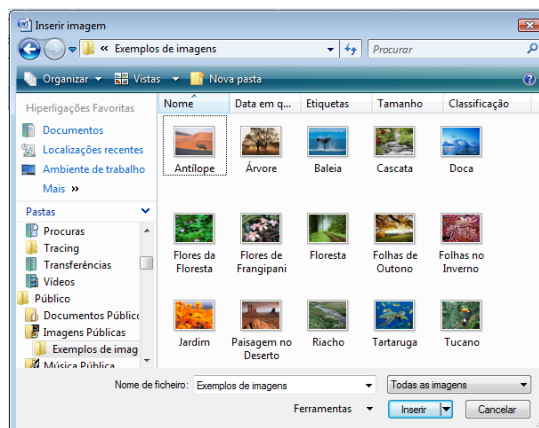 Inserir imagem
« Exemplos de imagens
Procurar
Organizar Vistas Nova pasta
Hiperligações Favoritas
Documentos
Localizações recentes
Ambiente de trabalho
Mais »
Pastas
Procuras
Tracing
Transferências
Vídeos
Público
Documentos Público
Imagens Públicas
Exemplos de imag
Música Pública
Nome Data em q... Etiquetas Tamanho Classificação
Antílope Árvore Baleia Cascata Doca
Flores da Floresta
Flores de Frangipani
Floresta
Folhas de Outono
Folhas no Inverno
Jardim
Paisagem no Deserto
Riacho
Tartaruga
Tucano
Nome de ficheiro: Exemplos de imagens Todas as imagens
Ferramentas Inserir Cancelar